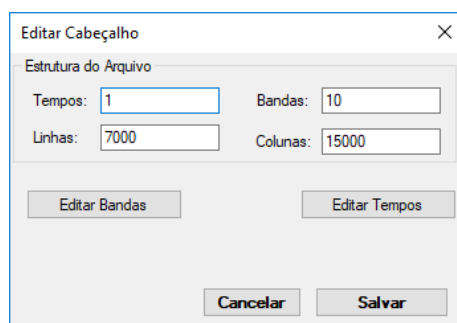 Editar Cabeçalho
Estrutura do Arquivo
Tempos: 1 Bandas: 10
Linhas: 7000 Colunas: 15000
Editar Bandas Editar Tempos
Cancelar Salvar